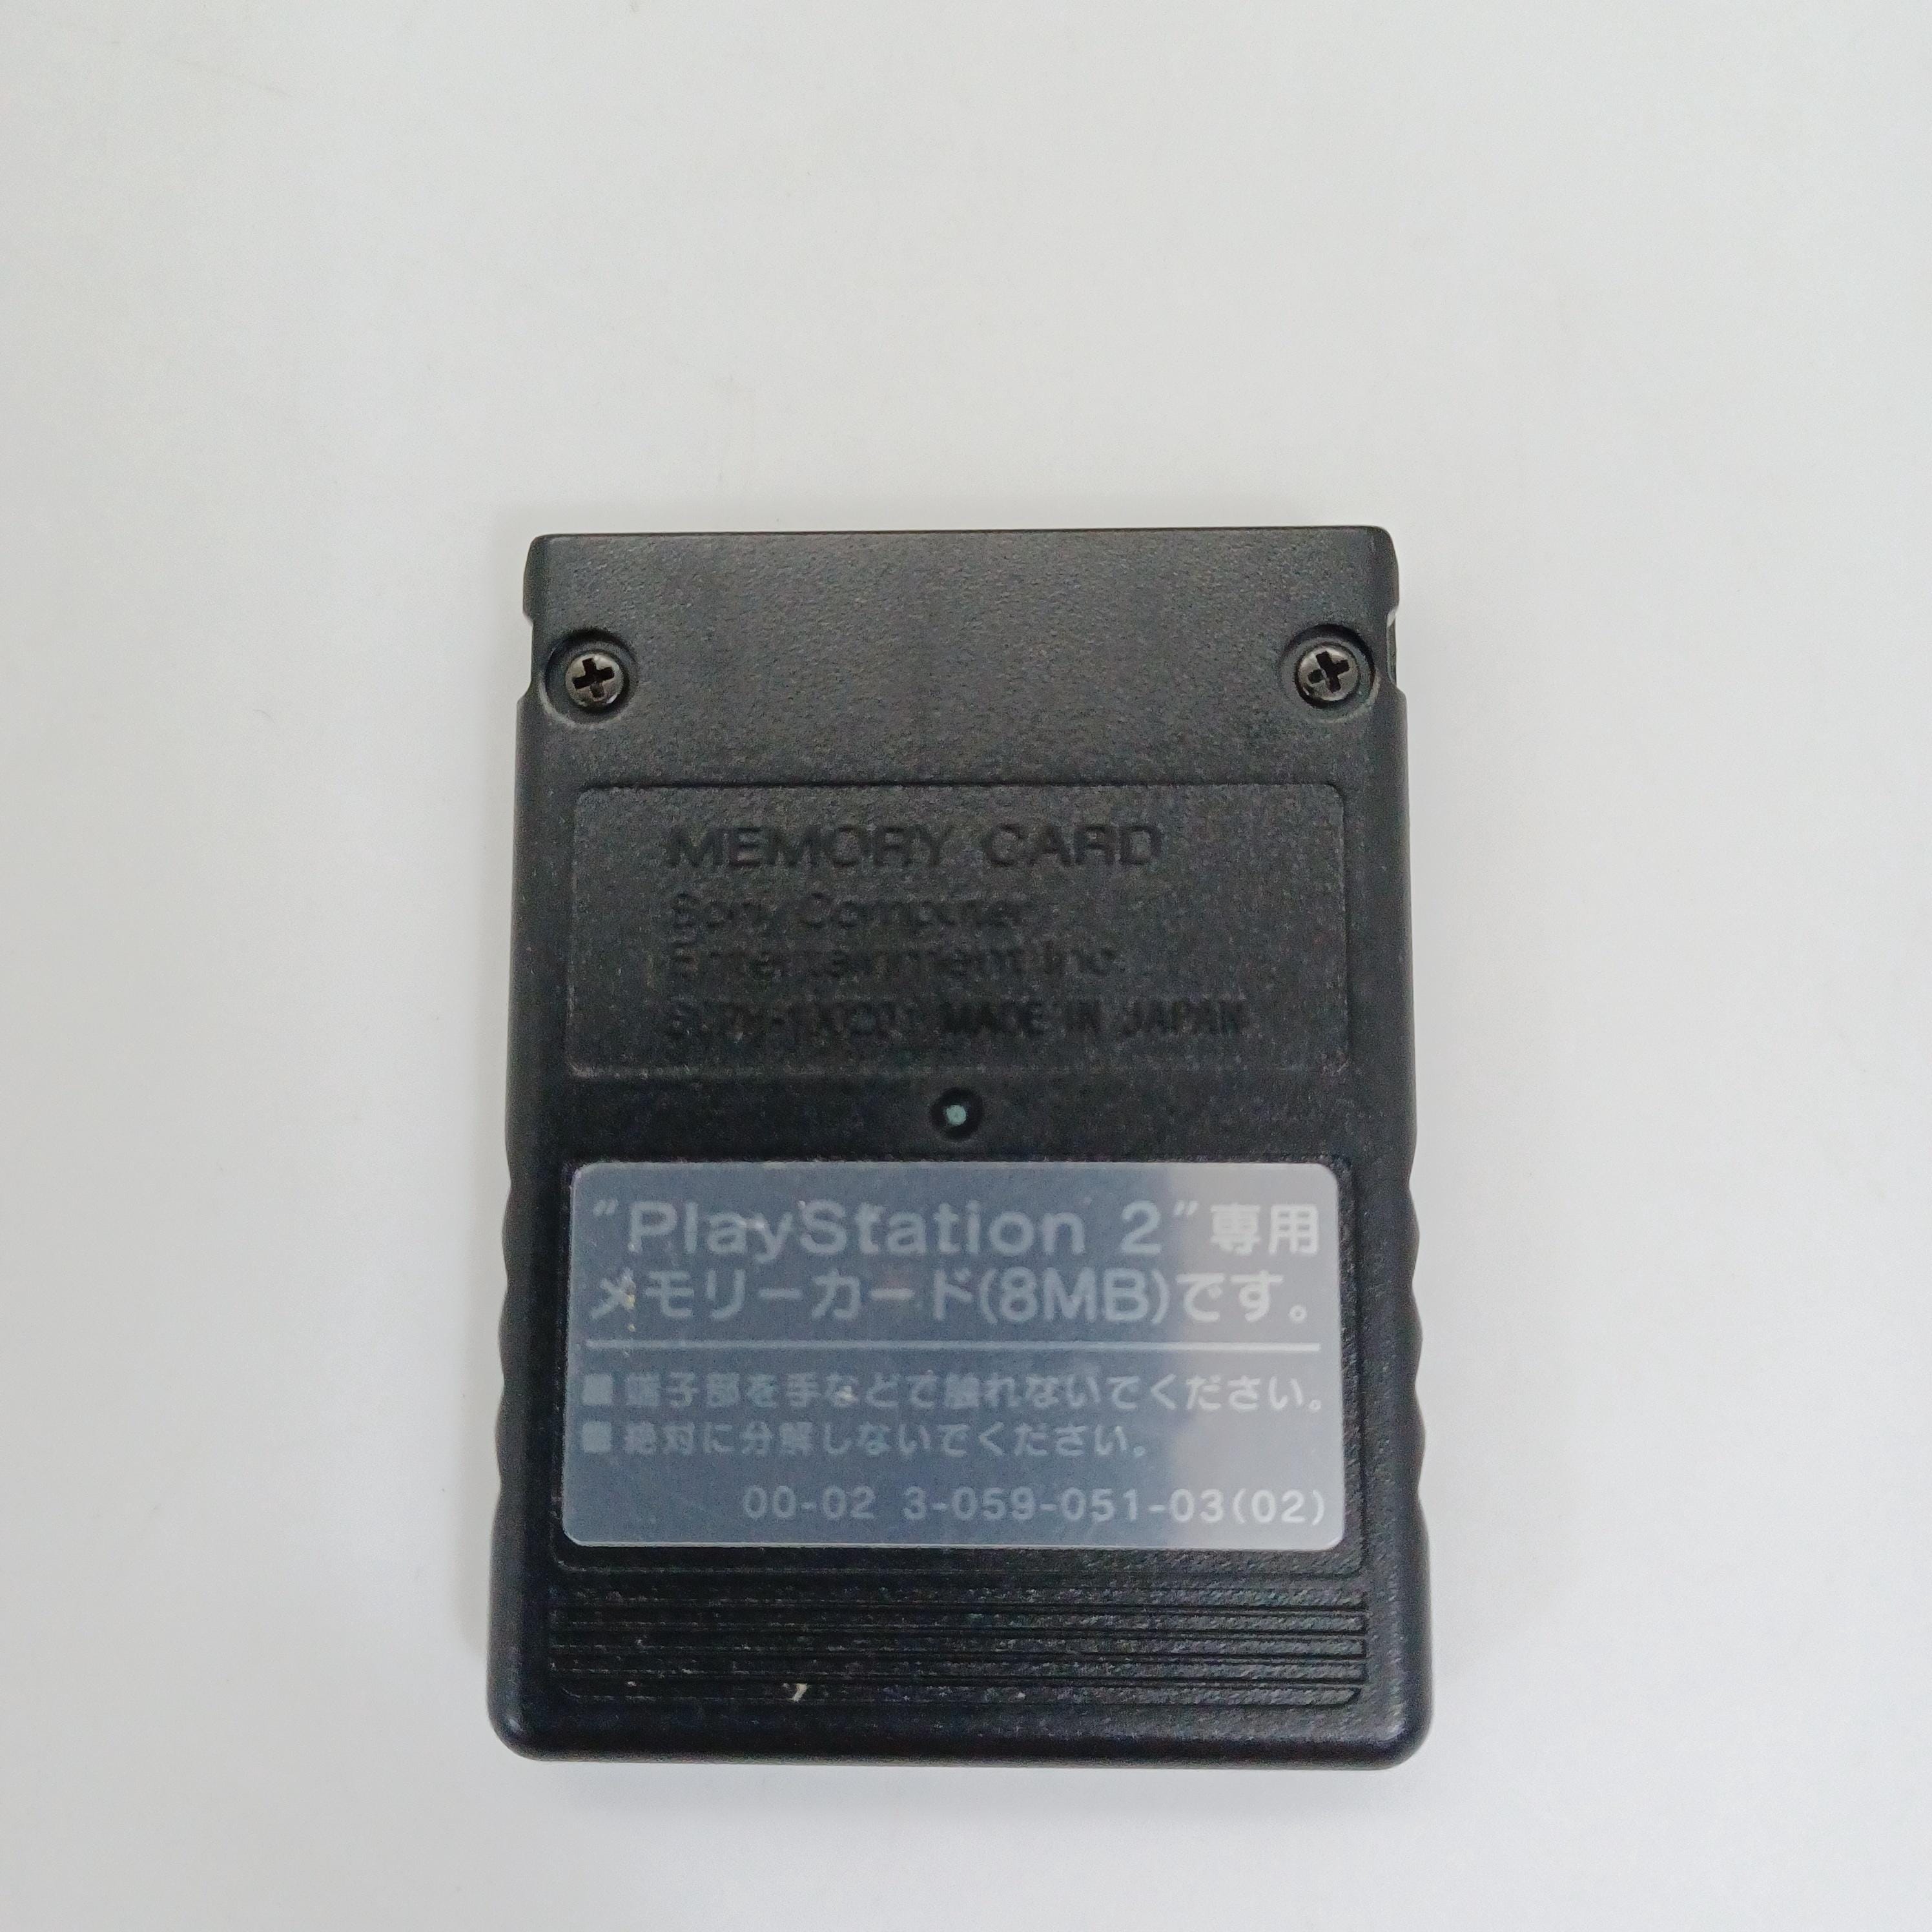 MEMORY CARD
Sony Computer
Entertainment Inc.
MADE IN JAPAN
“PlayStation 2”専用
メモリーカード(8MB)です。
■端子部を手などで触れないでください。
■絶対に分解しないでください。
00-02 3-059-051-03(02)